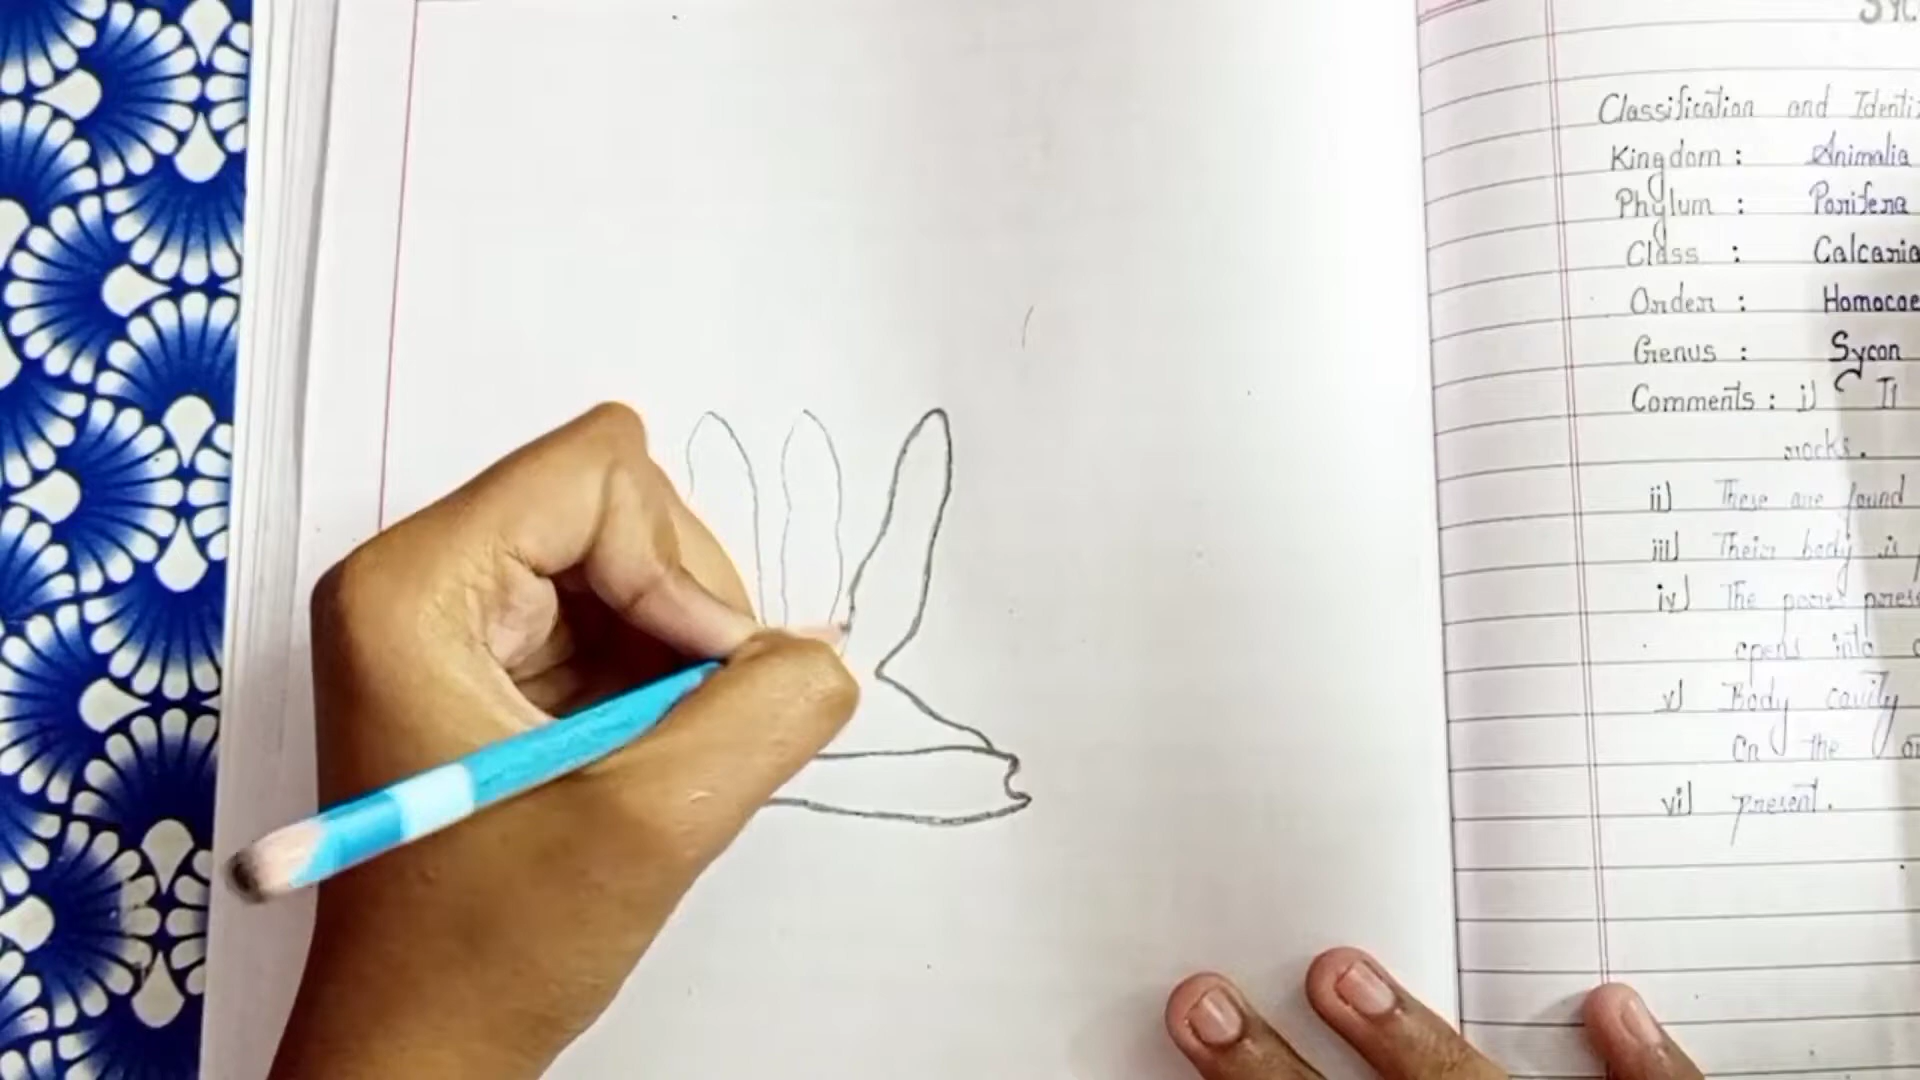 Syc
Classification and Identi
Kingdom : Animalia
Phylum : Porifera
Class : Calcaria
Order : Homocoe
Genus : Sycon
Comments : i) It
rocks.
ii) These are found
iii) Their body is p
iv) The pores prese
opens into a
v) Body cavity
On the o
vi) present.